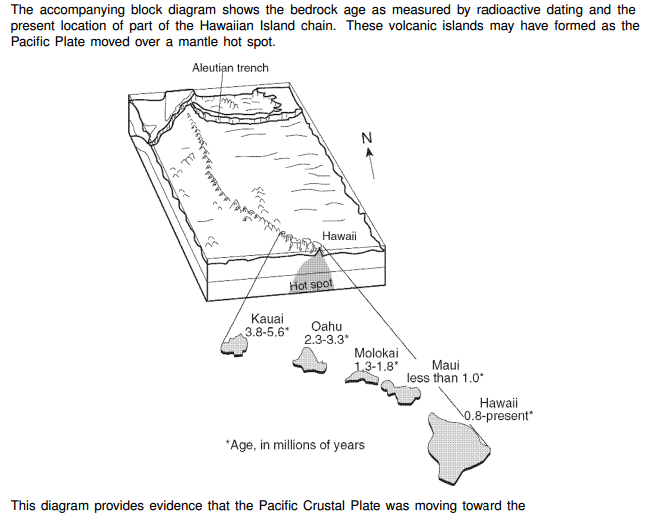 The accompanying block diagram shows the bedrock age as measured by radioactive dating and the
present location of part of the Hawaiian Island chain. These volcanic islands may have formed as the
Pacific Plate moved over a mantle hot spot.
Aleutian trench
N
Hawaii
Hot spot
Kauai
3.8-5.6*
Oahu
2.3-3.3*
Molokai
1.3-1.8*
Maui
less than 1.0*
Hawaii
0.8-present*
*Age, in millions of years
This diagram provides evidence that the Pacific Crustal Plate was moving toward the